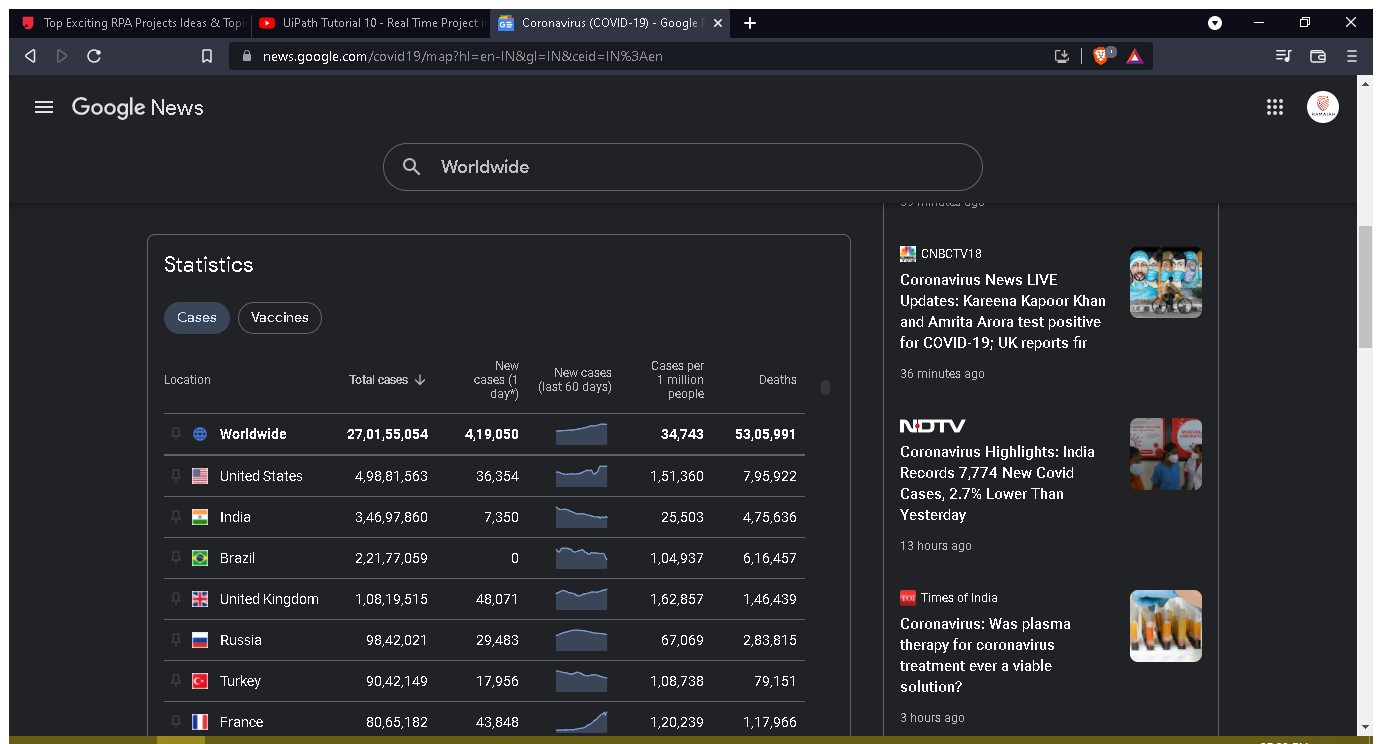 Top Exciting RPA Projects Ideas & Topi
UiPath Tutorial 10 - Real Time Project i
Coronavirus (COVID-19) - Google N
news.google.com/covid19/map?hl=en-IN&gl=IN&ceid=IN%3Aen
1
Google News
RAMAIAH
Worldwide
Statistics
Cases
Vaccines
Location Total cases New cases (1 day*) New cases (last 60 days) Cases per 1 million people Deaths
Worldwide 27,01,55,054 4,19,050 34,743 53,05,991
United States 4,98,81,563 36,354 1,51,360 7,95,922
India 3,46,97,860 7,350 25,503 4,75,636
Brazil 2,21,77,059 0 1,04,937 6,16,457
United Kingdom 1,08,19,515 48,071 1,62,857 1,46,439
Russia 98,42,021 29,483 67,069 2,83,815
Turkey 90,42,149 17,956 1,08,738 79,151
France 80,65,182 43,848 1,20,239 1,17,966
39 minutes ago
CNBCTV18
Coronavirus News LIVE
Updates: Kareena Kapoor Khan
and Amrita Arora test positive
for COVID-19; UK reports fir
36 minutes ago
NDTV
Coronavirus Highlights: India
Records 7,774 New Covid
Cases, 2.7% Lower Than
Yesterday
13 hours ago
TOI Times of India
Coronavirus: Was plasma
therapy for coronavirus
treatment ever a viable
solution?
3 hours ago